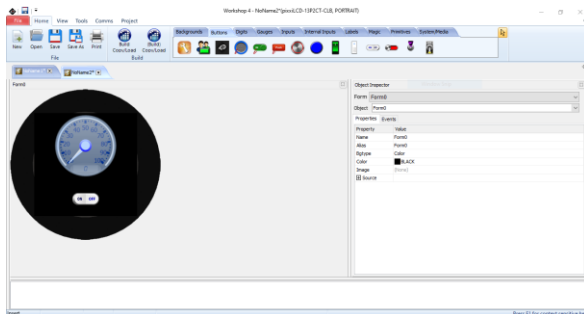 Workshop 4 - NoName2*(pixxiLCD-13P2CT-CLB, PORTRAIT)
File Home View Tools Comms Project
Backgrounds Buttons Digits Gauges Inputs Internal Inputs Labels Magic Primitives System/Media
New Open Save Save As Print
Build Copy/Load
(Build) Copy/Load
File Build
NoName2*
Form0
Object Inspector
Form Form0
Object Form0
Properties Events
Property Value
Name Form0
Alias Form0
Bgtype Color
Color BLACK
Image (None)
Source
ON OFF